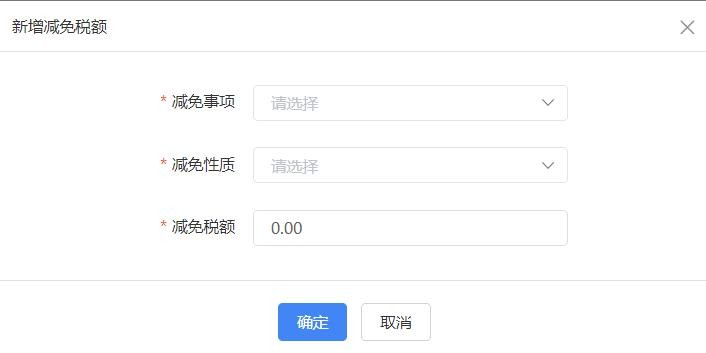 新增减免税额
* 减免事项 请选择
* 减免性质 请选择
* 减免税额 0.00
确定 取消